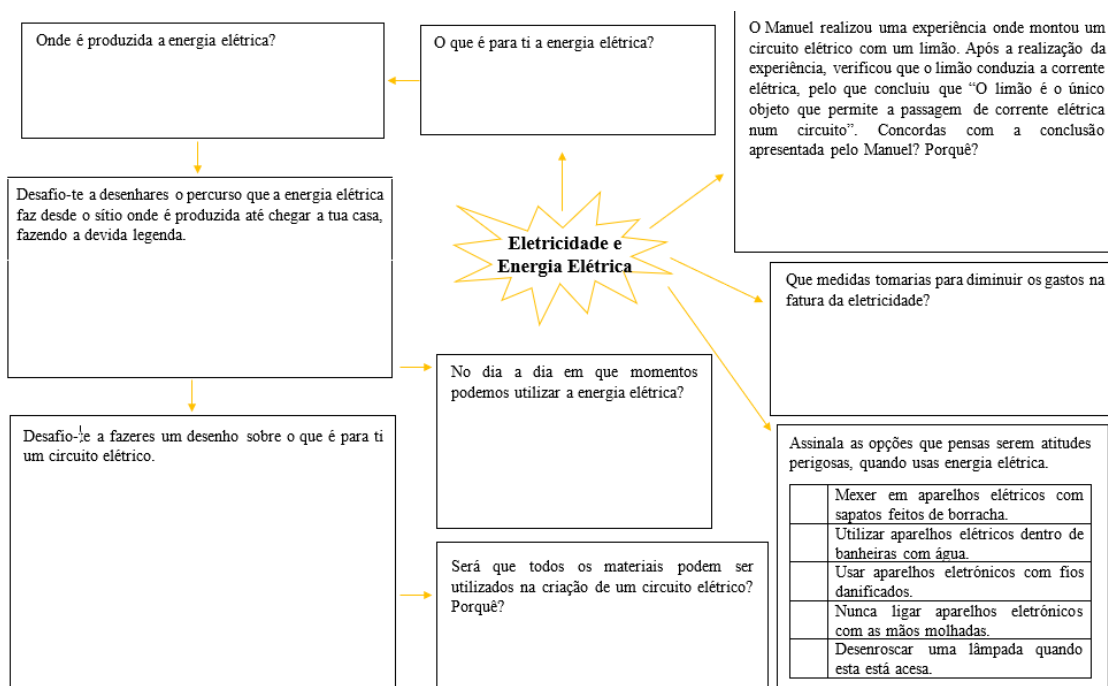 Onde é produzida a energia elétrica?
O que é para ti a energia elétrica?
O Manuel realizou uma experiência onde montou um
circuito elétrico com um limão. Após a realização da
experiência, verificou que o limão conduzia a corrente
elétrica, pelo que concluiu que “O limão é o único
objeto que permite a passagem de corrente elétrica
num circuito”. Concordas com a conclusão
apresentada pelo Manuel? Porquê?
Desafio-te a desenhares o percurso que a energia elétrica
faz desde o sítio onde é produzida até chegar a tua casa,
fazendo a devida legenda.
Eletricidade e
Energia Elétrica
Que medidas tomarias para diminuir os gastos na
fatura da eletricidade?
No dia a dia em que momentos
podemos utilizar a energia elétrica?
Desafio-te a fazeres um desenho sobre o que é para ti
um circuito elétrico.
Assinala as opções que pensas serem atitudes
perigosas, quando usas energia elétrica.
Mexer em aparelhos elétricos com
sapatos feitos de borracha.
Utilizar aparelhos elétricos dentro de
banheiras com água.
Usar aparelhos eletrónicos com fios
danificados.
Nunca ligar aparelhos eletrónicos
com as mãos molhadas.
Desenroscar uma lâmpada quando
esta está acesa.
Será que todos os materiais podem ser
utilizados na criação de um circuito elétrico?
Porquê?